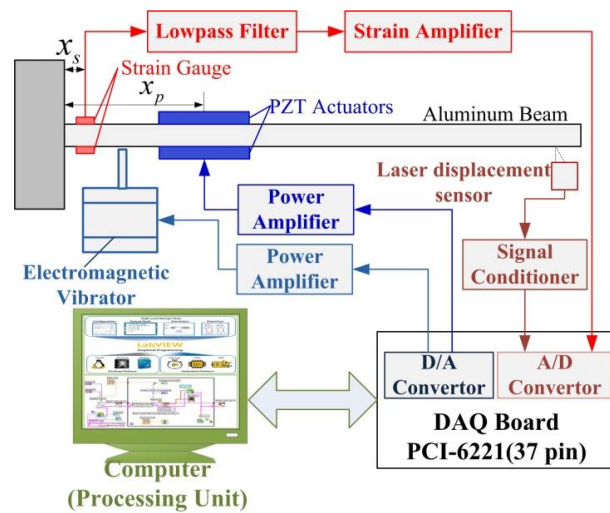 x_s
Lowpass Filter
Strain Amplifier
Strain Gauge
x_p
PZT Actuators
Aluminum Beam
Laser displacement
sensor
Power
Amplifier
Signal
Conditioner
Power
Amplifier
Electromagnetic
Vibrator
LabVIEW
D/A
Convertor
A/D
Convertor
DAQ Board
PCI-6221(37 pin)
Computer
(Processing Unit)